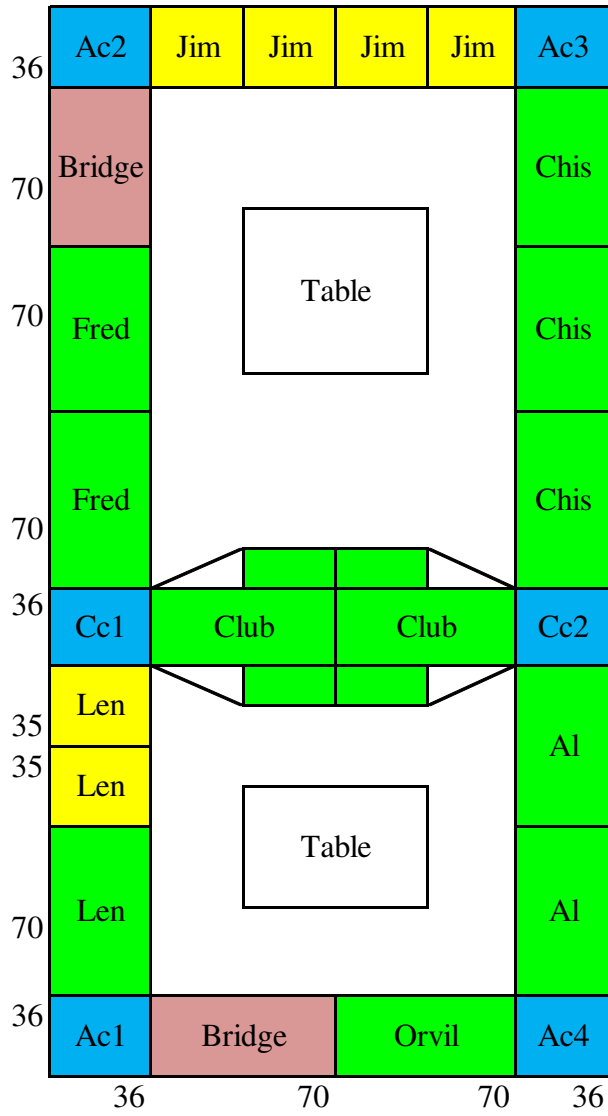 Ac2 Jim Jim Jim Jim Ac3
36
Bridge Chis
70
Table
70
Fred Chis
Fred Chis
70
36
Cc1 Club Club Cc2
Len
35
Al
35
Len
Table
Len Al
70
36
Ac1 Bridge Orvil Ac4
36 70 70 36